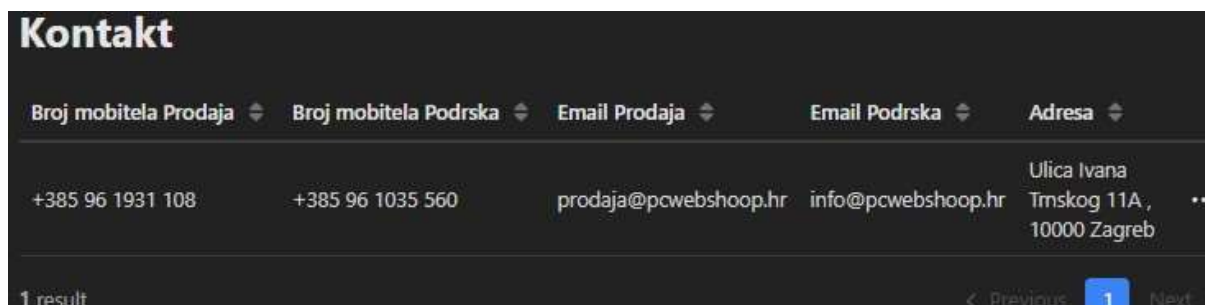 Kontakt
Broj mobitela Prodaja Broj mobitela Podrska Email Prodaja Email Podrska Adresa
+385 96 1931 108 +385 96 1035 560 prodaja@pcwebshoop.hr info@pcwebshoop.hr Ulica Ivana
Trnskog 11A ,
10000 Zagreb
1 result < Previous 1 Next